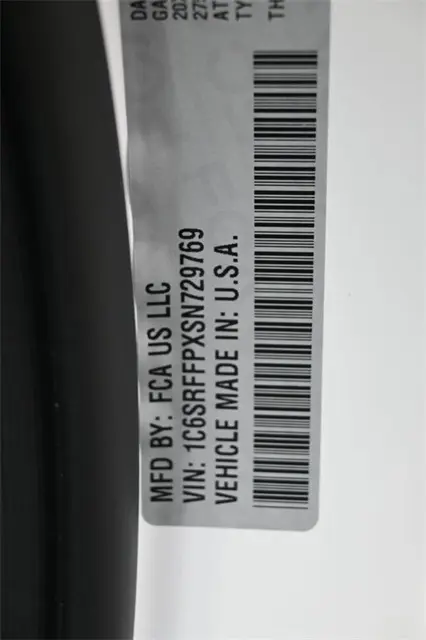 MFD BY: FCA US LLC
VIN: 1C6SRFFPXSN729769
VEHICLE MADE IN: U.S.A.